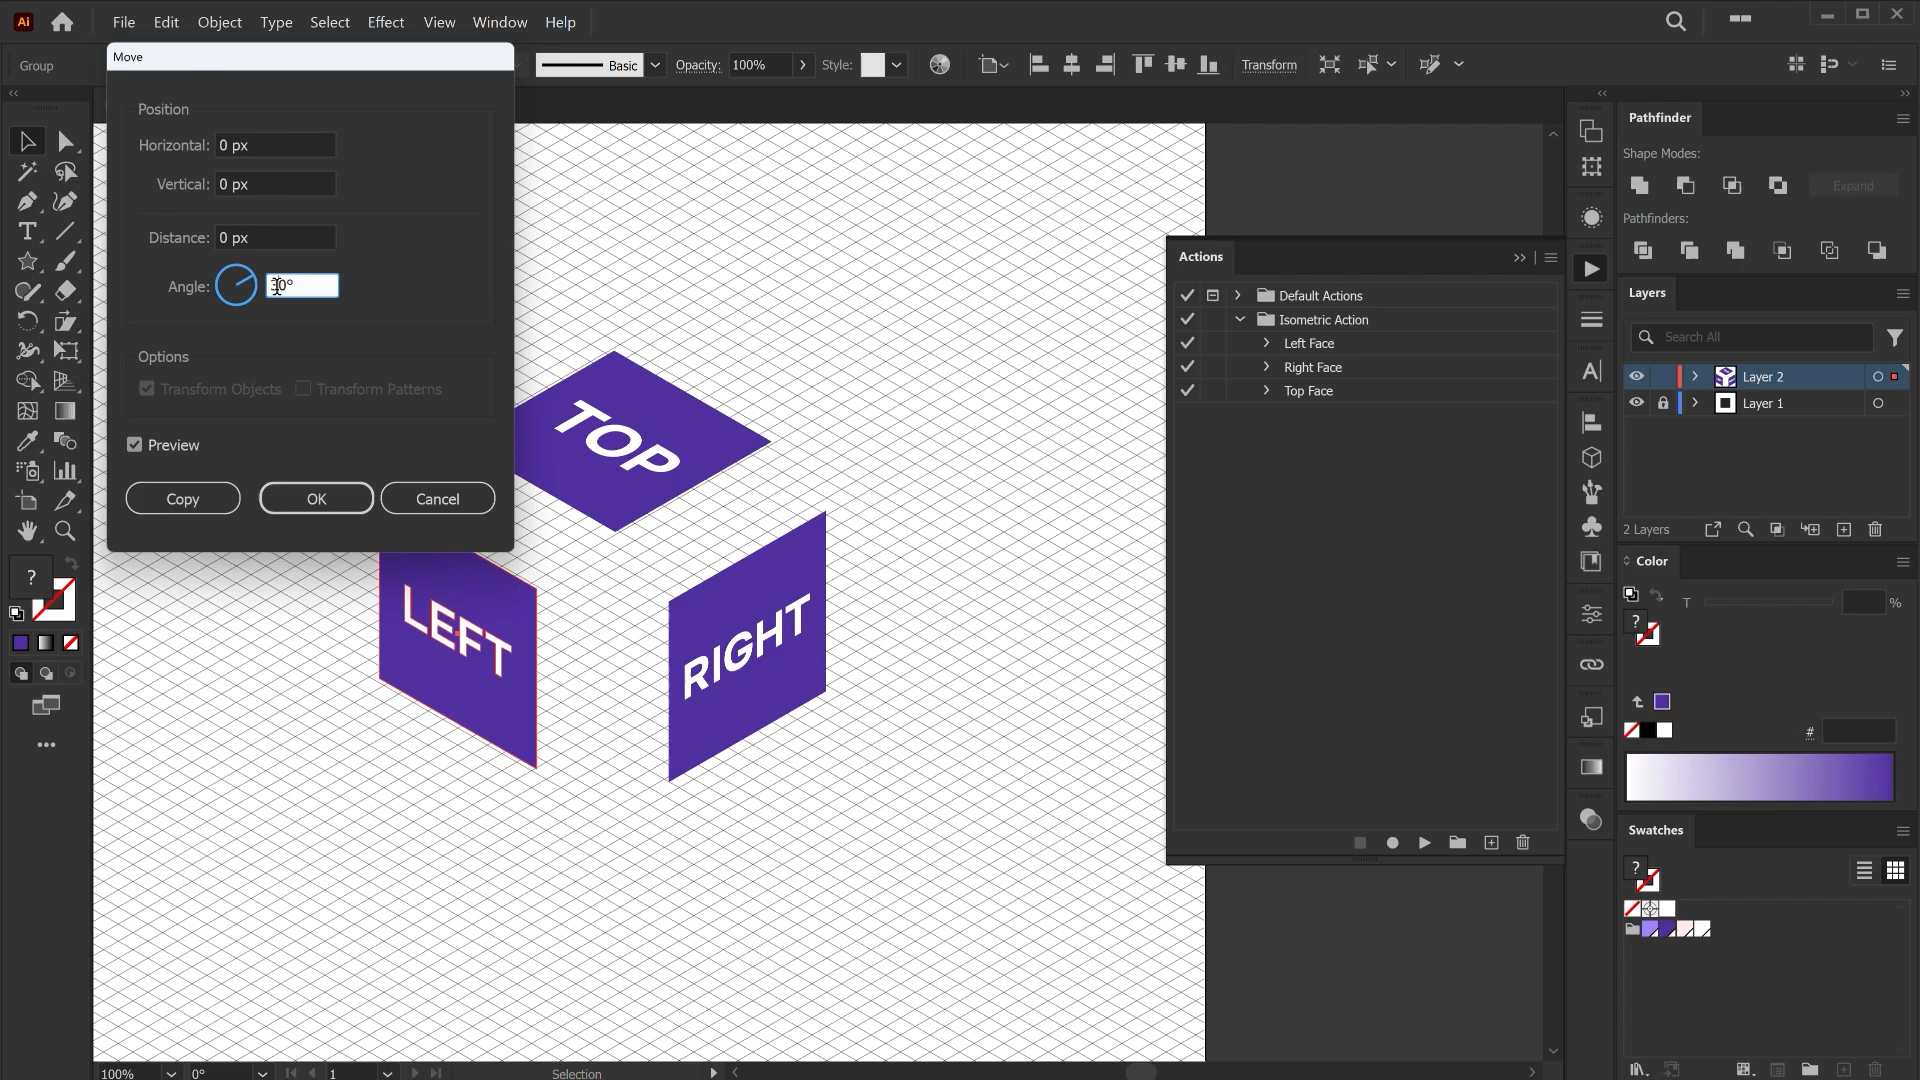 Ai File Edit Object Type Select Effect View Window Help
Group Basic Opacity: 100% Style: Transform
Move
Position
Horizontal: 0 px
Vertical: 0 px
Distance: 0 px
Angle: 30°
Options
Transform Objects Transform Patterns
Preview
Copy OK Cancel
TOP
LEFT
RIGHT
Actions
Default Actions
Isometric Action
Left Face
Right Face
Top Face
Pathfinder
Shape Modes:
Expand
Pathfinders:
Layers
Search All
Layer 2
Layer 1
2 Layers
Color
T %
#
Swatches
100% 0° 1 Selection